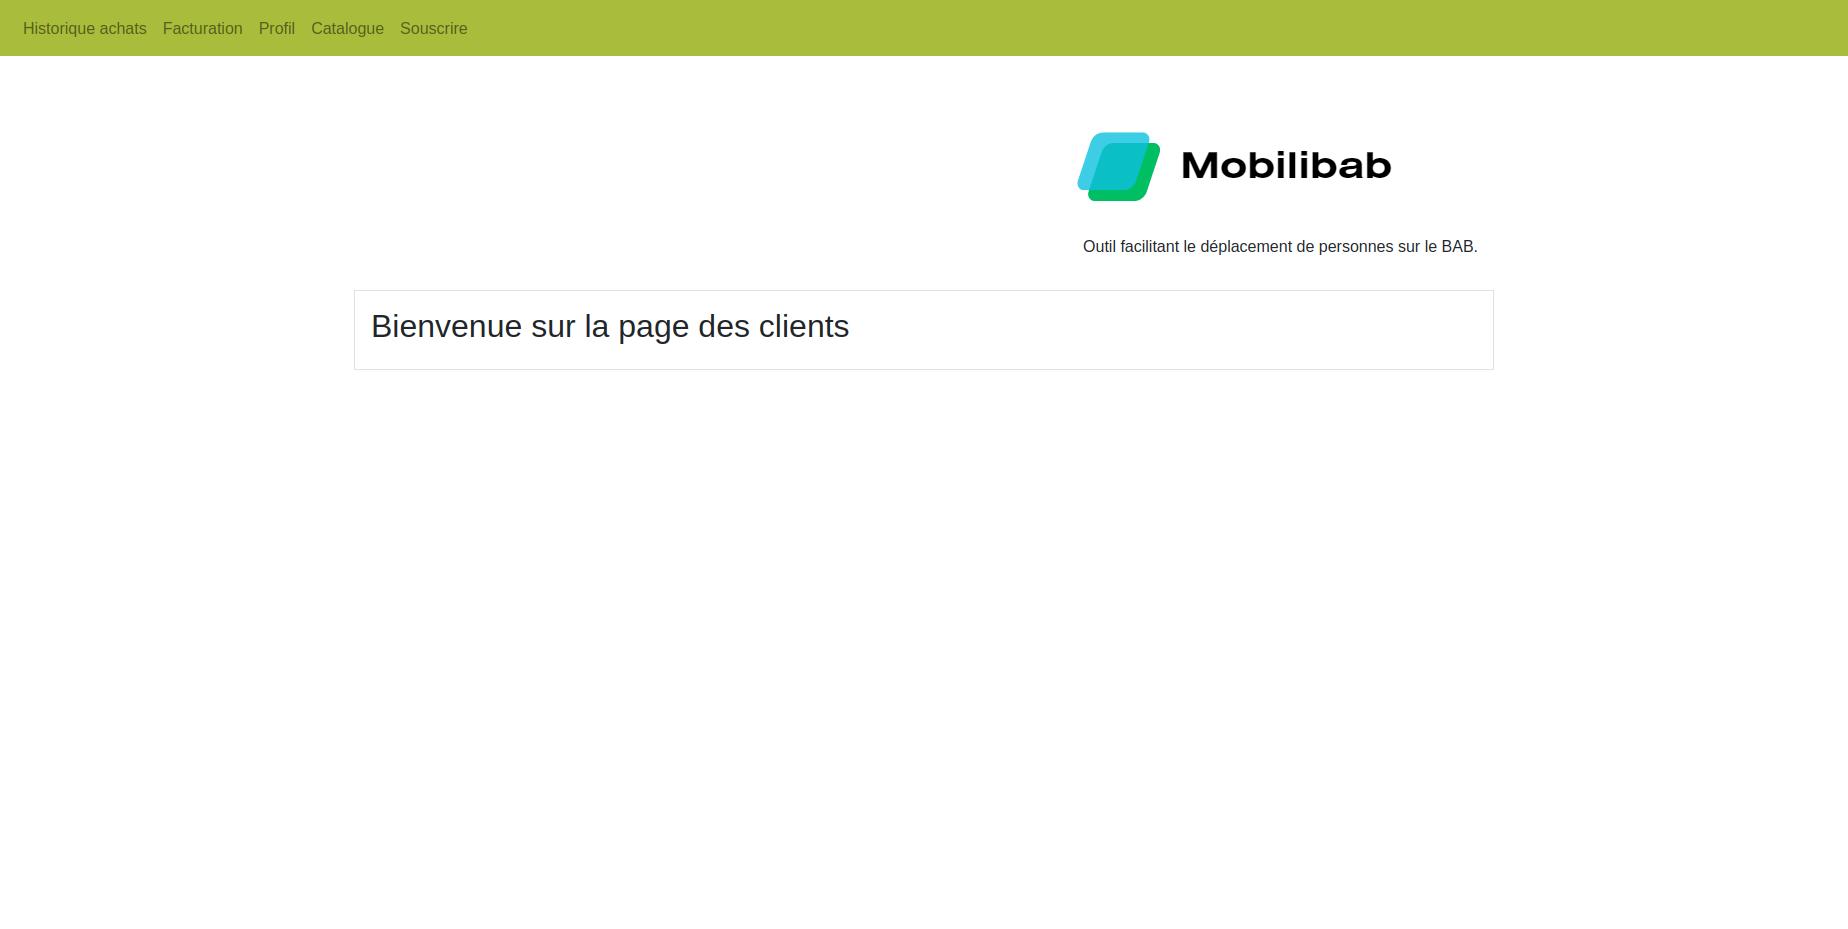 Historique achats Facturation Profil Catalogue Souscrire
Mobilibab
Outil facilitant le déplacement de personnes sur le BAB.
Bienvenue sur la page des clients